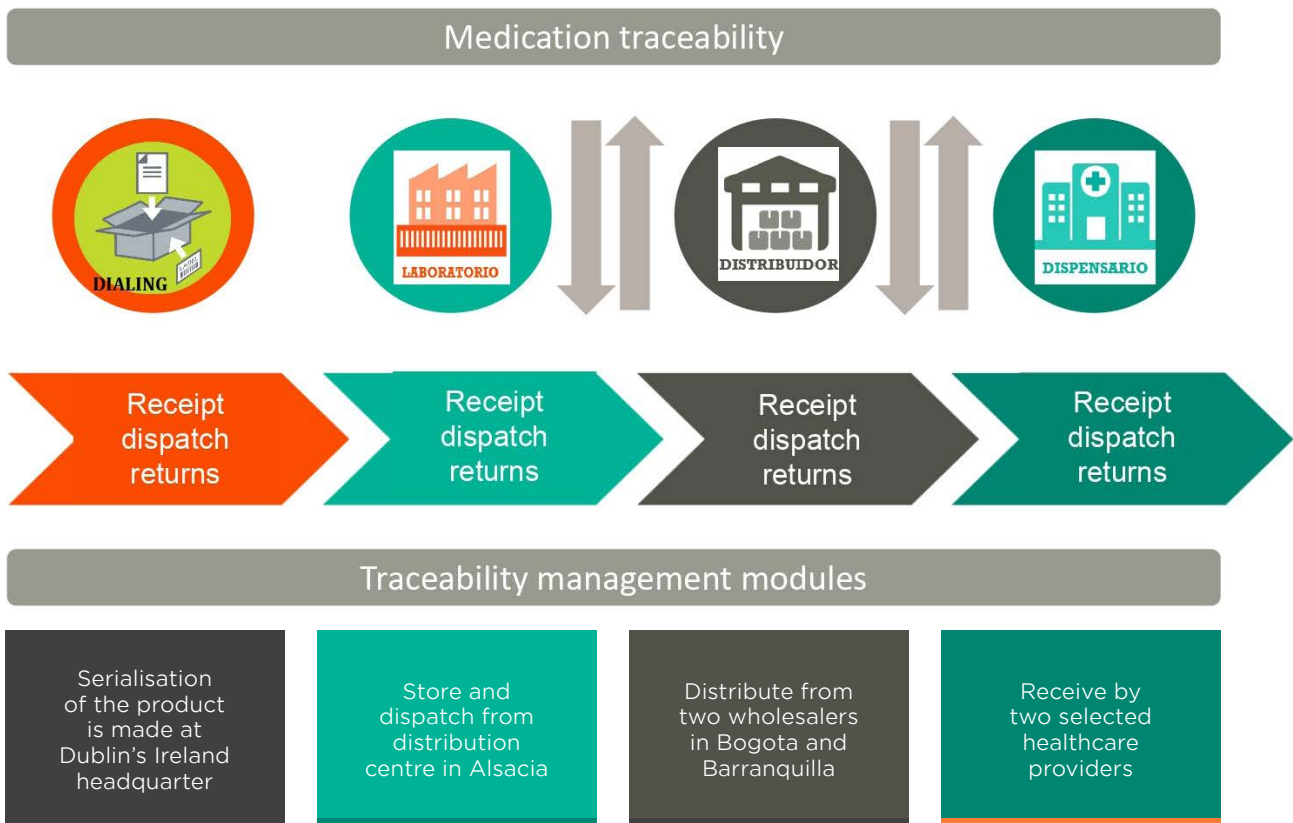 Medication traceability
LABEL
DIALING
LABORATORIO
DISTRIBUIDOR
DISPENSARIO
Receipt
dispatch
returns
Receipt
dispatch
returns
Receipt
dispatch
returns
Receipt
dispatch
returns
Traceability management modules
Serialisation
of the product
is made at
Dublin’s Ireland
headquarter
Store and
dispatch from
distribution
centre in Alsacia
Distribute from
two wholesalers
in Bogota and
Barranquilla
Receive by
two selected
healthcare
providers